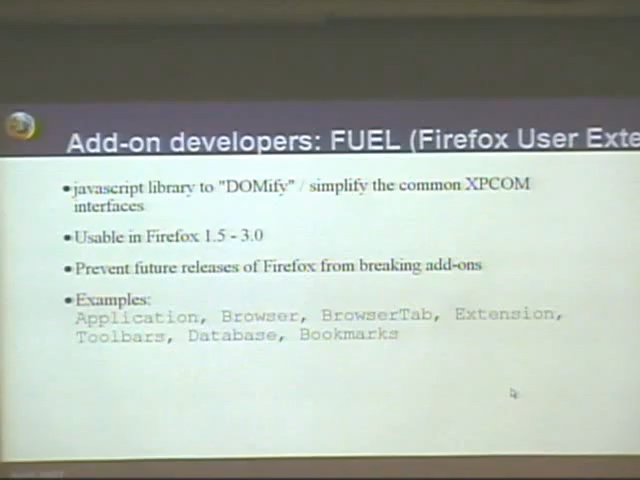 Add-on developers: FUEL (Firefox User Exte
•javascript library to "DOMify" / simplify the common XPCOM
interfaces
•Usable in Firefox 1.5 - 3.0
•Prevent future releases of Firefox from breaking add-ons
•Examples:
Application, Browser, BrowserTab, Extension,
Toolbars, Database, Bookmarks